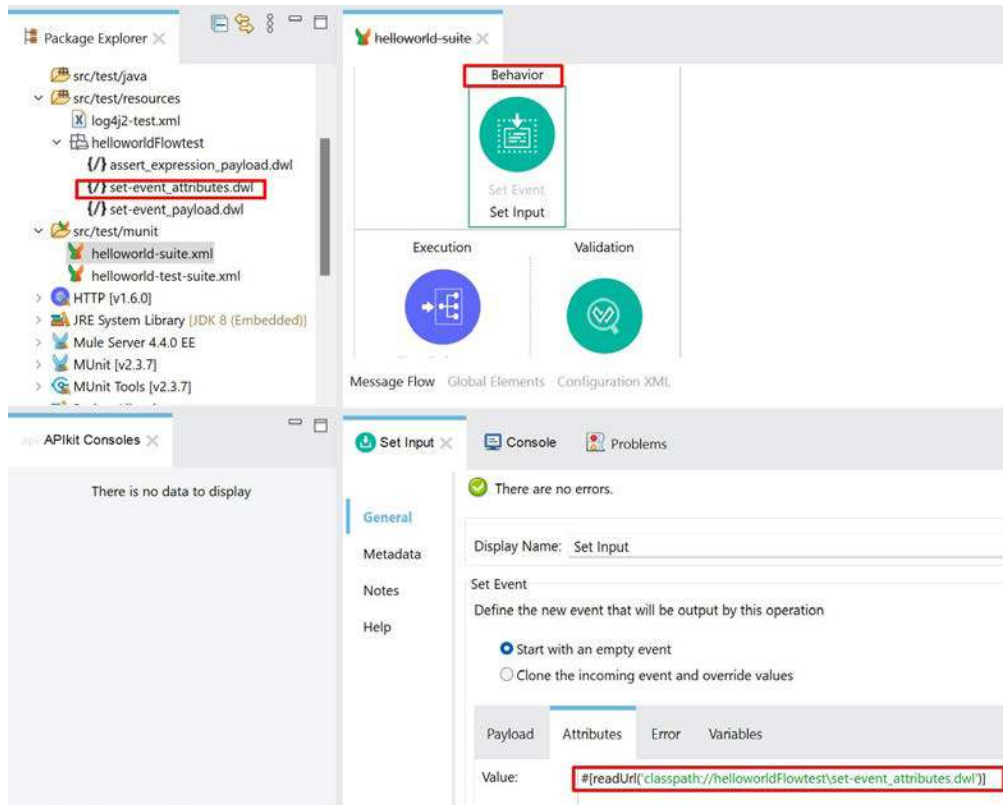 Package Explorer
src/test/java
src/test/resources
log4j2-test.xml
helloworldFlowtest
{/} assert_expression_payload.dwl
{/} set-event_attributes.dwl
{/} set-event_payload.dwl
src/test/munit
helloworld-suite.xml
helloworld-test-suite.xml
HTTP [v1.6.0]
JRE System Library [JDK 8 (Embedded)]
Mule Server 4.4.0 EE
MUnit [v2.3.7]
MUnit Tools [v2.3.7]
helloworld-suite
Behavior
Set Event
Set Input
Execution Validation
Message Flow Global Elements Configuration XML
APIkit Consoles
There is no data to display
Set Input Console Problems
There are no errors.
General
Metadata
Notes
Help
Display Name: Set Input
Set Event
Define the new event that will be output by this operation
Start with an empty event
Clone the incoming event and override values
Payload Attributes Error Variables
Value: #[readUrl('classpath://helloworldFlowtest\set-event_attributes.dwl')]